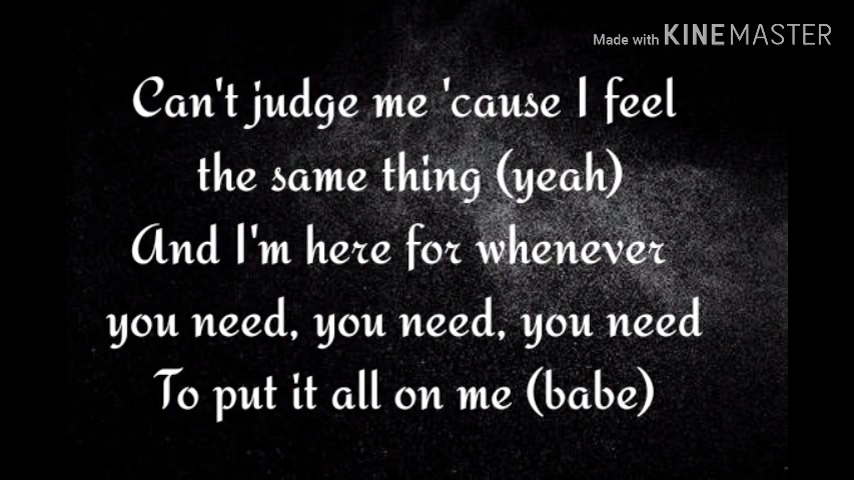 Made with KINEMASTER
Can't judge me 'cause I feel
the same thing (yeah)
And I'm here for whenever
you need, you need, you need
To put it all on me (babe)